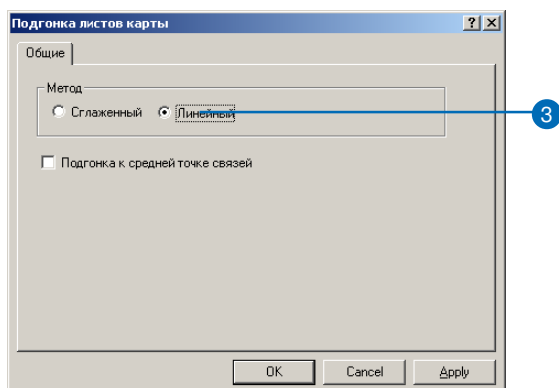 Подгонка листов карты
Общие
Метод
Сглаженный Линейный
3
Подгонка к средней точке связей
OK Cancel Apply